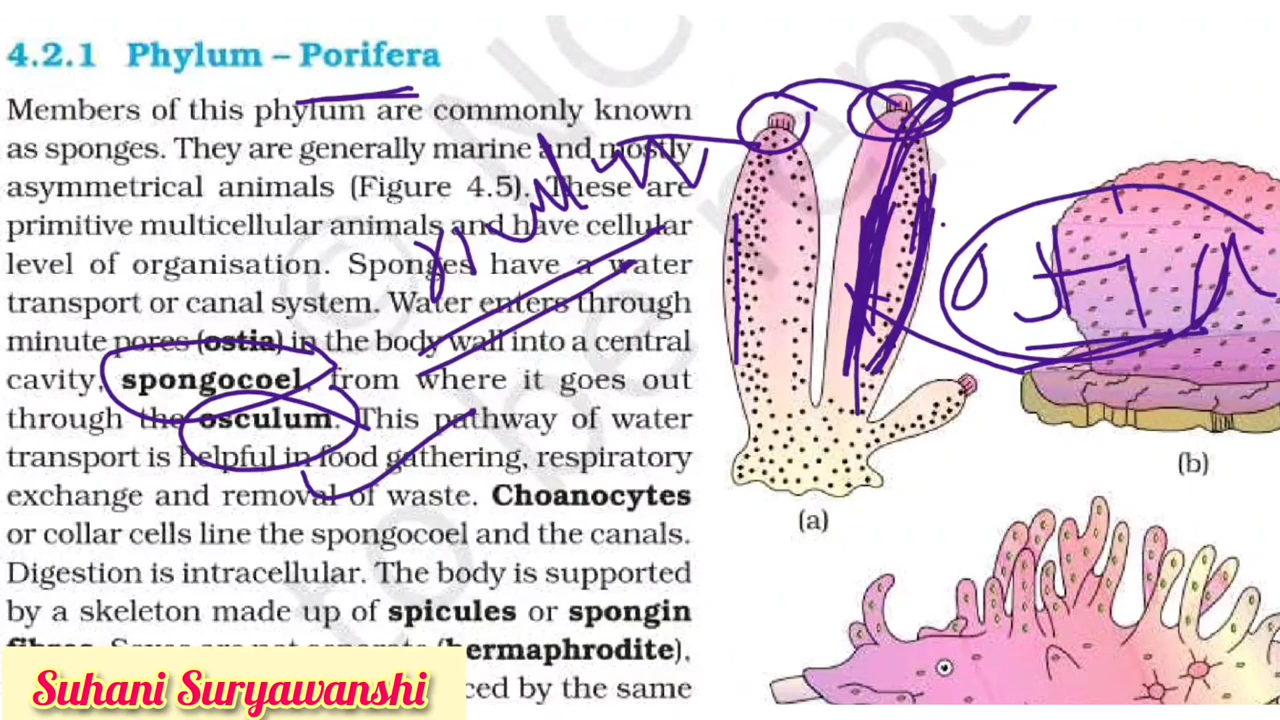 4.2.1 Phylum – Porifera
Members of this phylum are commonly known
as sponges. They are generally marine and mostly
asymmetrical animals (Figure 4.5). These are
primitive multicellular animals and have cellular
level of organisation. Sponges have a water
transport or canal system. Water enters through
minute pores (ostia) in the body wall into a central
cavity, spongocoel, from where it goes out
through the osculum. This pathway of water
transport is helpful in food gathering, respiratory
exchange and removal of waste. Choanocytes
or collar cells line the spongocoel and the canals.
Digestion is intracellular. The body is supported
by a skeleton made up of spicules or spongin
fibres. Sexes are not separate (hermaphrodite),
ced by the same
(a)
(b)
Suhani Suryawanshi